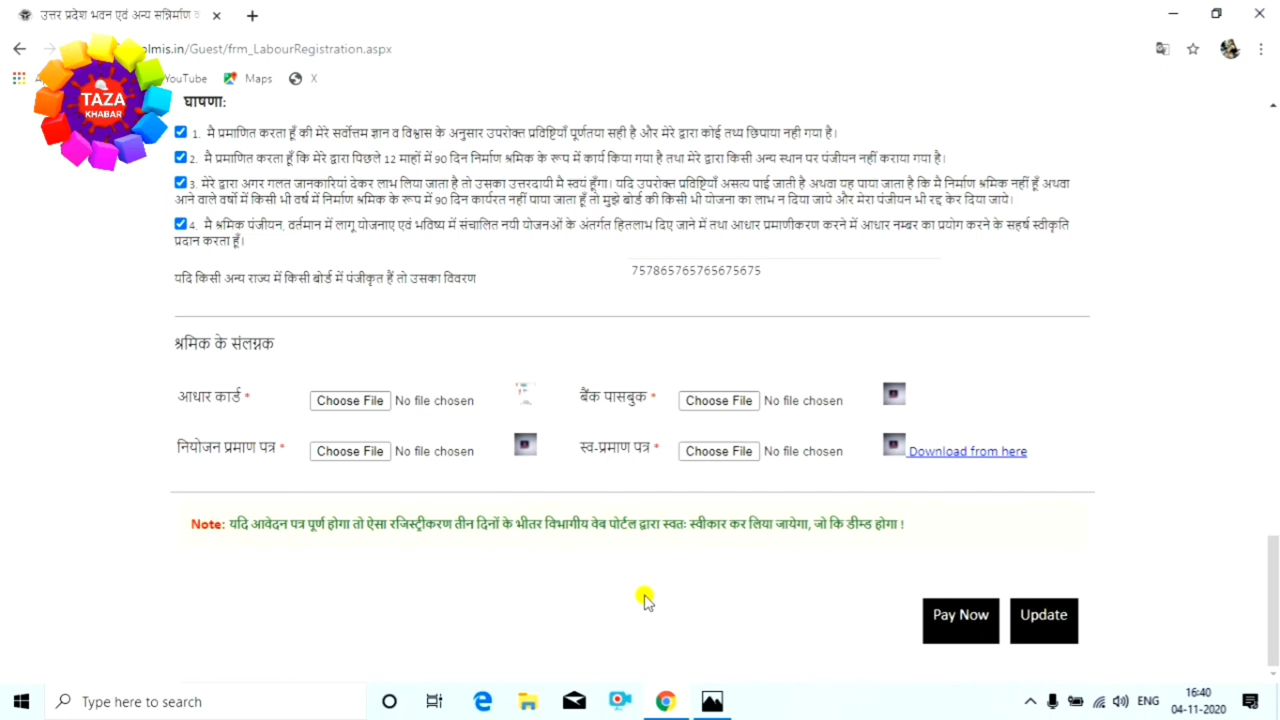 उत्तर प्रदेश भवन एवं अन्य सन्निर्माण
olmis.in/Guest/frm_LabourRegistration.aspx
YouTube Maps X
TAZA
KHABAR
घाषणा:
1. मै प्रमाणित करता हूँ की मेरे सर्वोत्तम ज्ञान व विश्वास के अनुसार उपरोक्त प्रविष्टियाँ पूर्णतया सही है और मेरे द्वारा कोई तथ्य छिपाया नही गया है।
2. मै प्रमाणित करता हूँ कि मेरे द्वारा पिछले 12 माहों में 90 दिन निर्माण श्रमिक के रूप में कार्य किया गया है तथा मेरे द्वारा किसी अन्य स्थान पर पंजीयन नहीं कराया गया है।
3. मेरे द्वारा अगर गलत जानकारियां देकर लाभ लिया जाता है तो उसका उत्तरदायी मै स्वयं हूँगा। यदि उपरोक्त प्रविष्टियाँ असत्य पाई जाती है अथवा यह पाया जाता है कि मै निर्माण श्रमिक नहीं हूँ अथवा
आने वाले वर्षो में किसी भी वर्ष में निर्माण श्रमिक के रूप में 90 दिन कार्यरत नहीं पाया जाता हूँ तो मुझे बोर्ड की किसी भी योजना का लाभ न दिया जाये और मेरा पंजीयन भी रद्द कर दिया जाये।
4. मै श्रमिक पंजीयन, वर्तमान में लागू योजनाए एवं भविष्य में संचालित नयी योजनओं के अंतर्गत हितलाभ दिए जाने में तथा आधार प्रमाणीकरण करने में आधार नम्बर का प्रयोग करने के सहर्ष स्वीकृति
प्रदान करता हूँ।
यदि किसी अन्य राज्य में किसी बोर्ड में पंजीकृत हैं तो उसका विवरण 757865765765675675
श्रमिक के संलग्नक
आधार कार्ड * Choose File No file chosen बैंक पासबुक * Choose File No file chosen
नियोजन प्रमाण पत्र * Choose File No file chosen स्व-प्रमाण पत्र * Choose File No file chosen Download from here
Note: यदि आवेदन पत्र पूर्ण होगा तो ऐसा रजिस्ट्रीकरण तीन दिनों के भीतर विभागीय वेब पोर्टल द्वारा स्वतः स्वीकार कर लिया जायेगा, जो कि डीम्ड होगा !
Pay Now Update
Type here to search ENG 16:40
04-11-2020